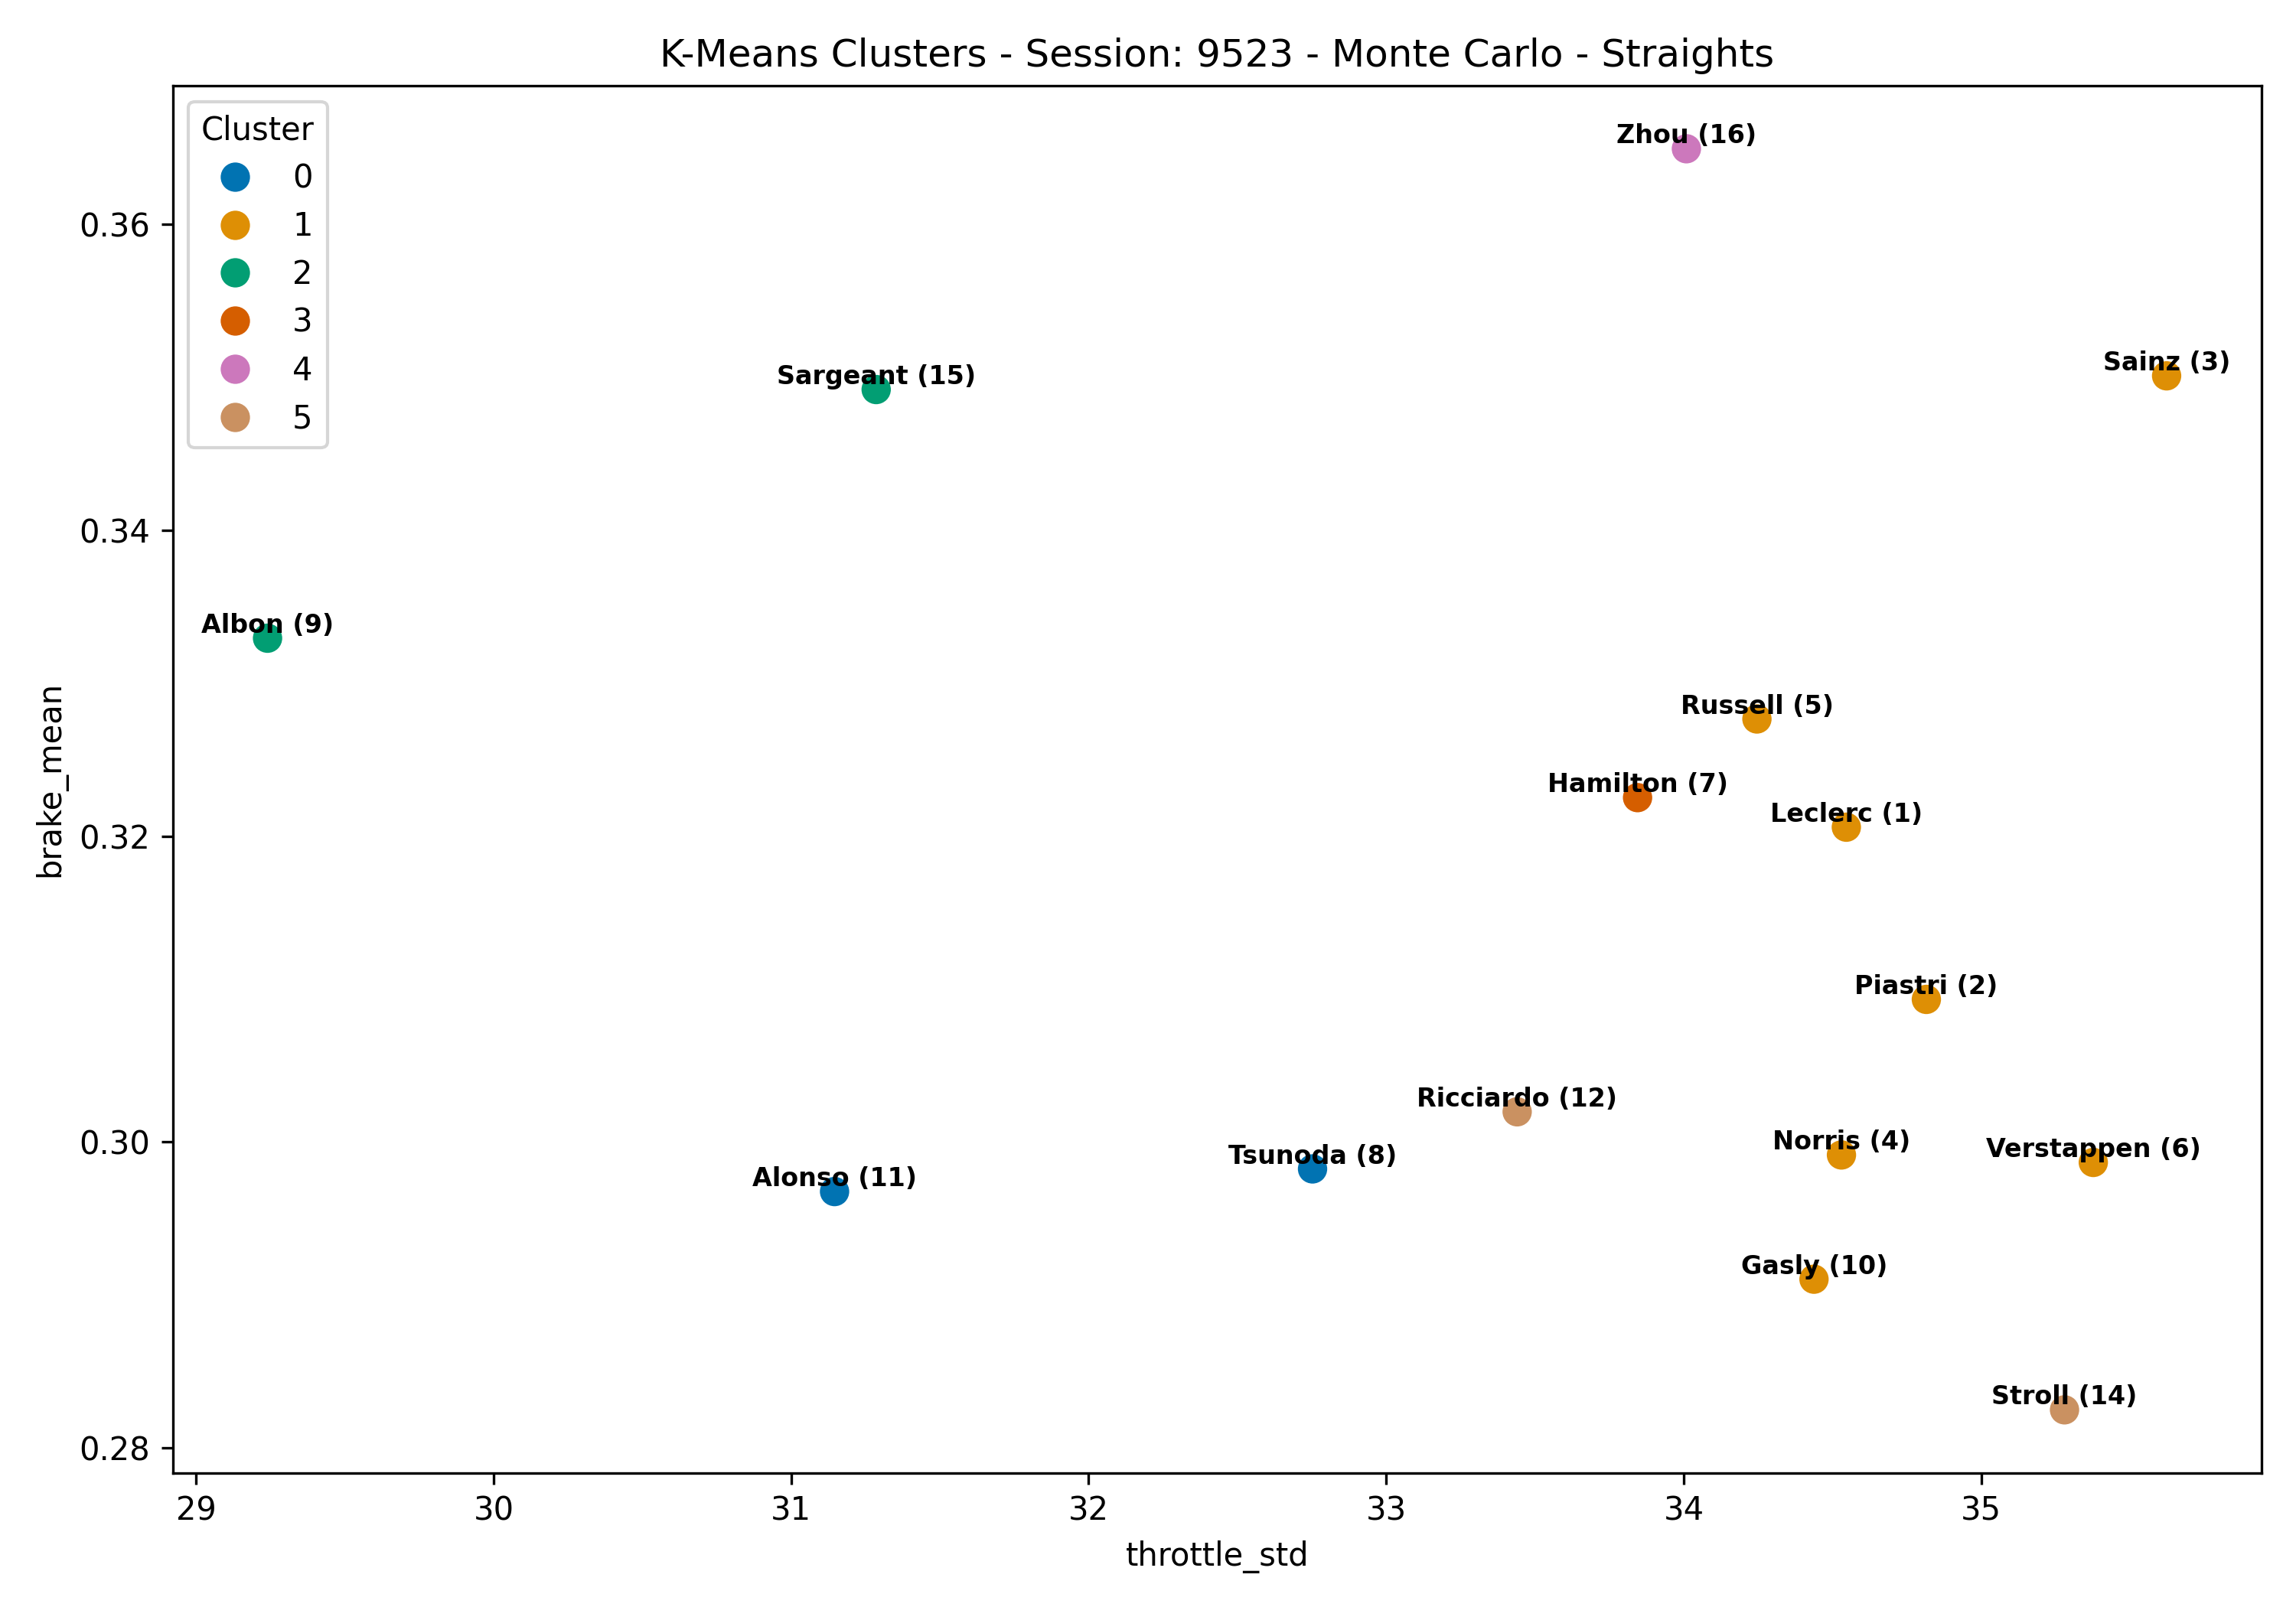 K-Means Clusters - Session: 9523 - Monte Carlo - Straights
Cluster
0
1
2
3
4
5
Zhou (16)
Sainz (3)
Sargeant (15)
Albon (9)
Russell (5)
Hamilton (7)
Leclerc (1)
Piastri (2)
Ricciardo (12)
Norris (4)
Verstappen (6)
Tsunoda (8)
Alonso (11)
Gasly (10)
Stroll (14)
0.36
0.34
0.32
0.30
0.28
brake_mean
29 30 31 32 33 34 35
throttle_std